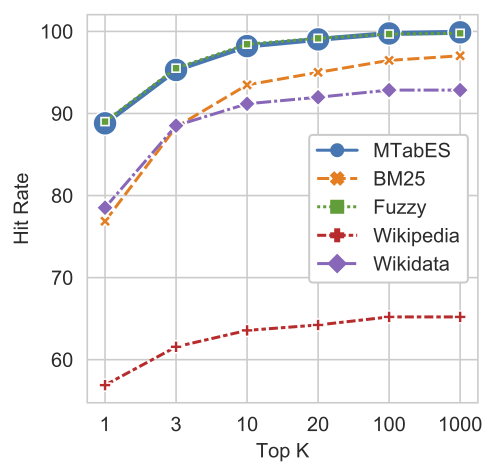 100
90
80
70
60
Hit Rate
MTabES
BM25
Fuzzy
Wikipedia
Wikidata
1 3 10 20 100 1000
Top K